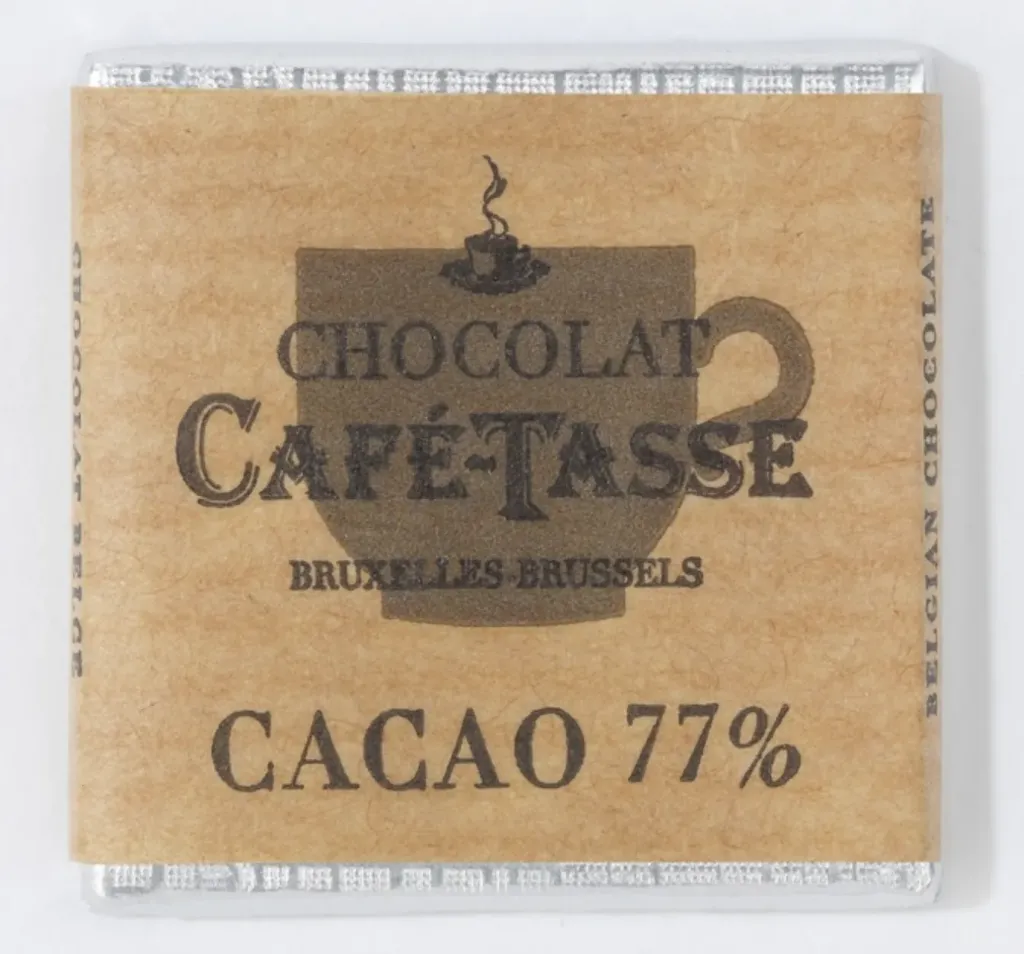 CHOCOLAT
CAFÉ-TASSE
BRUXELLES-BRUSSELS
CACAO 77%
CHOCOLAT BELGE
BELGIAN CHOCOLATE